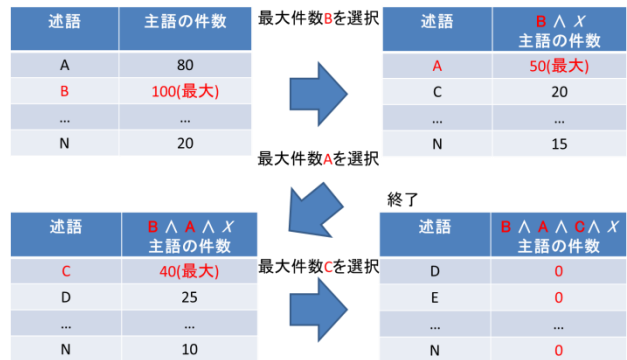 述語 主語の件数
A 80
B 100(最大)
... ...
N 20
最大件数Bを選択
述語 B ∧ X
主語の件数
A 50(最大)
C 20
... ...
N 15
最大件数Aを選択
述語 B ∧ A ∧ X
主語の件数
C 40(最大)
D 25
... ...
N 10
最大件数Cを選択
終了
述語 B ∧ A ∧ C∧ X
主語の件数
D 0
E 0
... ...
N 0